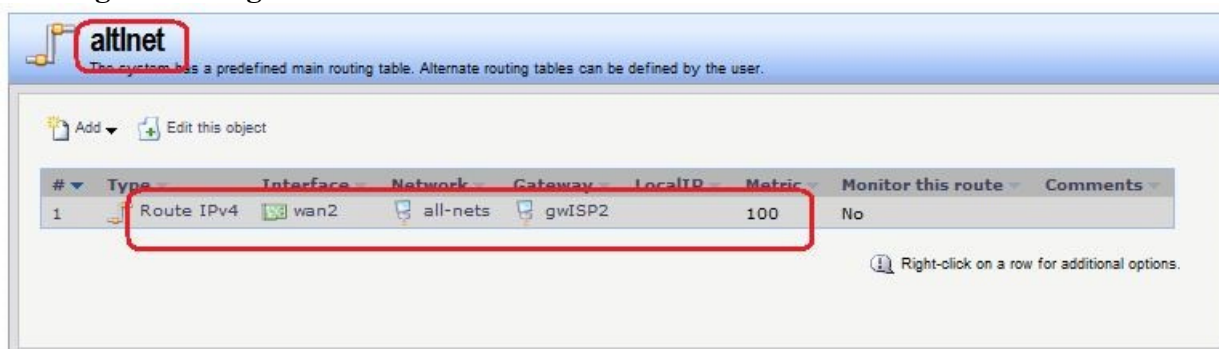 altInet
The system has a predefined main routing table. Alternate routing tables can be defined by the user.
Add Edit this object
# Type Interface Network Gateway LocalIP Metric Monitor this route Comments
1 Route IPv4 wan2 all-nets gwISP2 100 No
Right-click on a row for additional options.